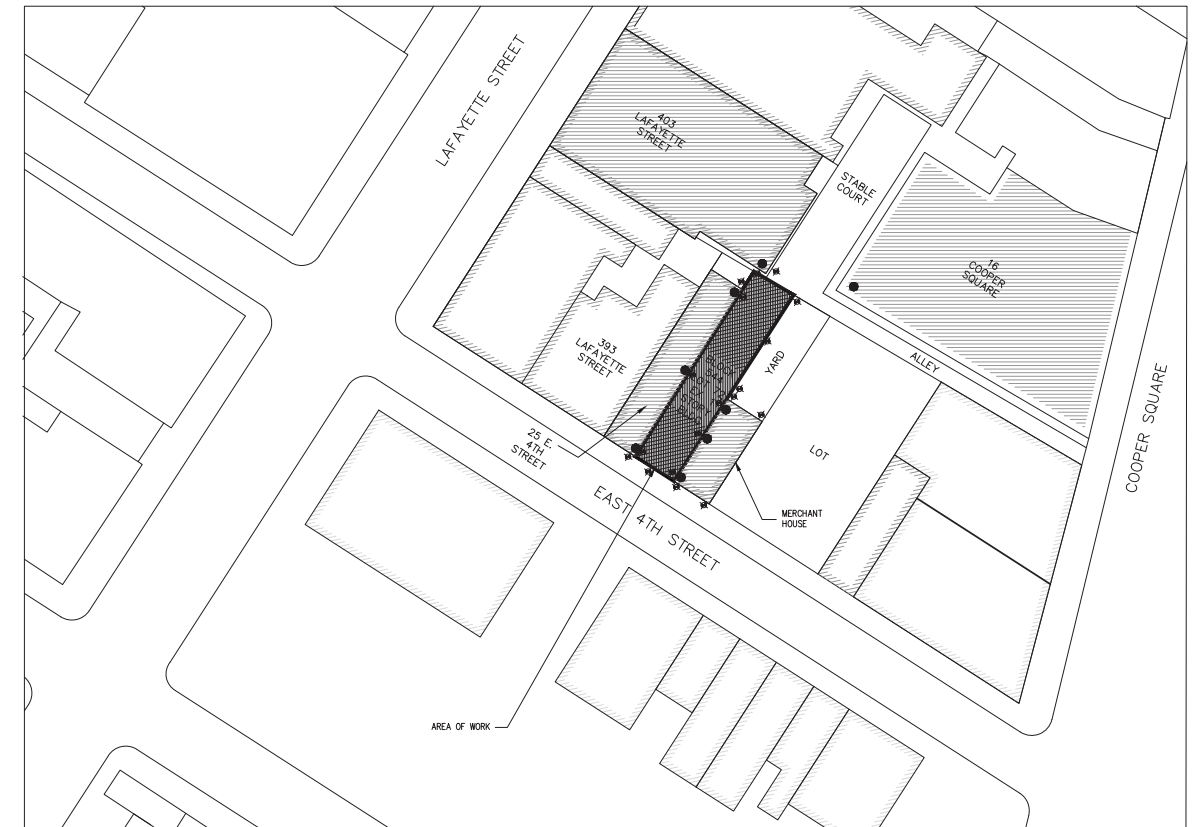 LAFAYETTE STREET
403
LAFAYETTE
STREET
STABLE
COURT
16
COOPER
SQUARE
393
LAFAYETTE
STREET
YARD
ALLEY
COOPER SQUARE
25 E.
4TH
STREET
LOT
EAST 4TH STREET
MERCHANT
HOUSE
AREA OF WORK